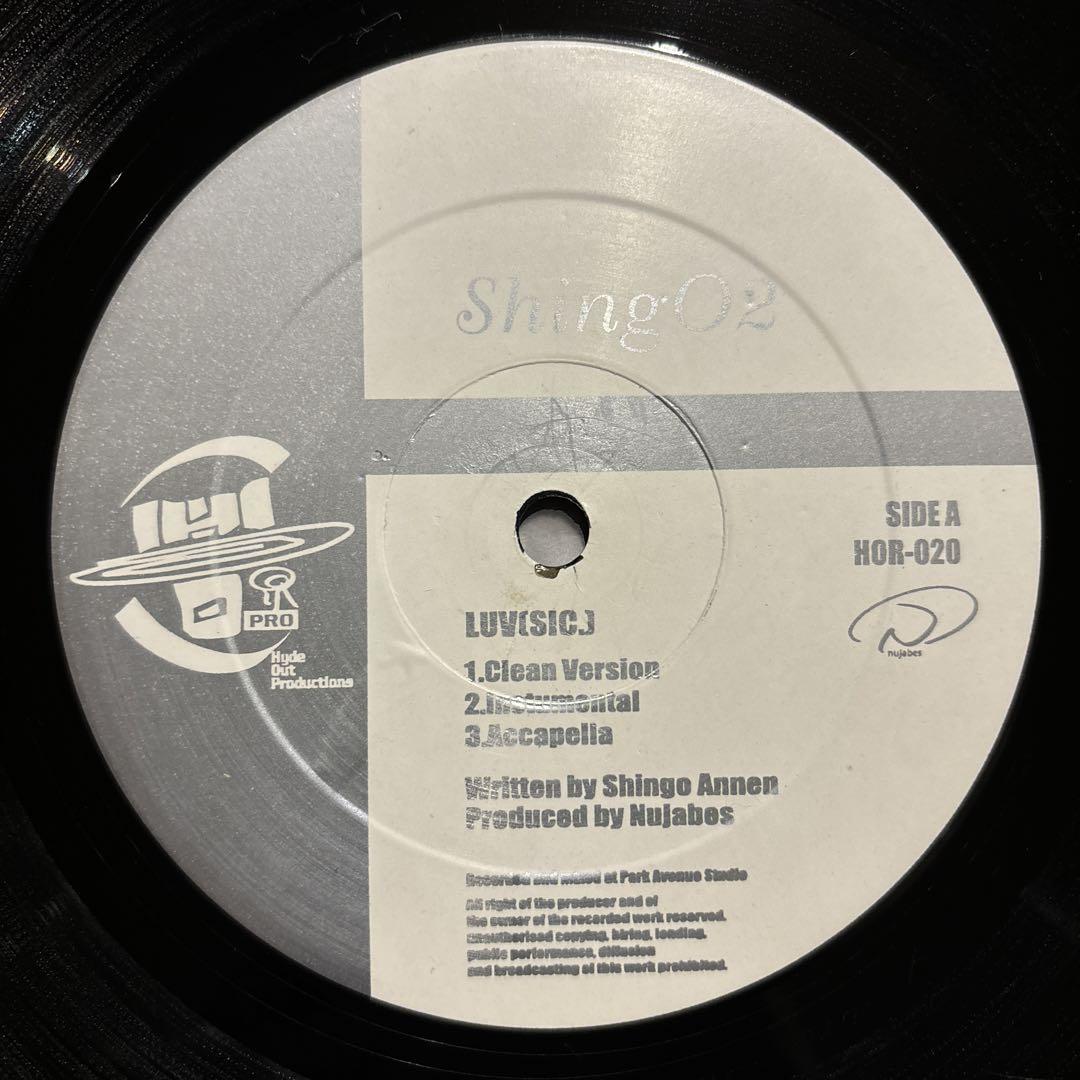 Shing02
SIDE A
HOR-020
nujabes
PRO
Hyde
Out
Productions
LUV(SIC.)
1.Clean Version
2.Instumental
3.Accapella
Written by Shingo Annen
Produced by Nujabes
Recorded and Mixed at Park Avenue Studio
All right of the producer and of
the owner of the recorded work reserved.
unauthorised copying, hiring, lending,
public performance, diffusion
and broadcasting of this work prohibited.